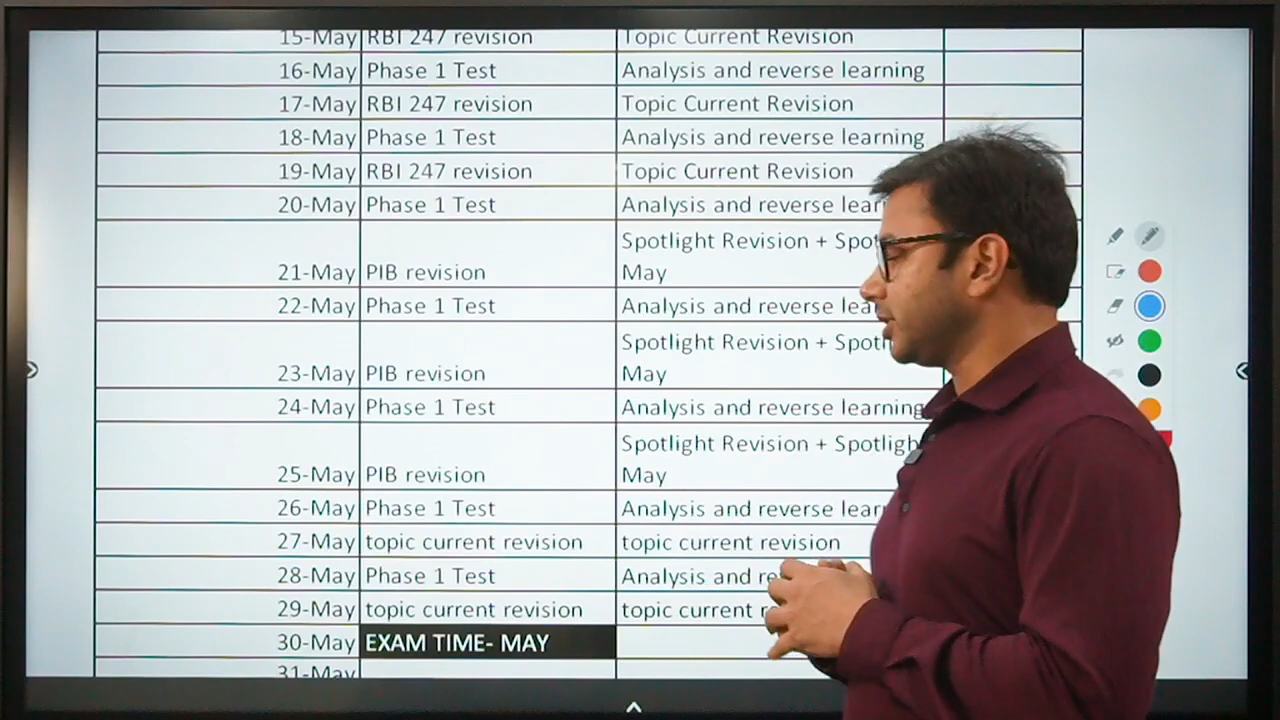 15-May RBI 247 revision Topic Current Revision
16-May Phase 1 Test Analysis and reverse learning
17-May RBI 247 revision Topic Current Revision
18-May Phase 1 Test Analysis and reverse learning
19-May RBI 247 revision Topic Current Revision
20-May Phase 1 Test Analysis and reverse
Spotlight Revision +
21-May PIB revision May
22-May Phase 1 Test Analysis and reverse
Spotlight Revision +
23-May PIB revision May
24-May Phase 1 Test Analysis and reverse learning
Spotlight Revision +
25-May PIB revision May
26-May Phase 1 Test Analysis and reverse
27-May topic current revision topic current revision
28-May Phase 1 Test Analysis and
29-May topic current revision topic current
30-May EXAM TIME- MAY
31-May